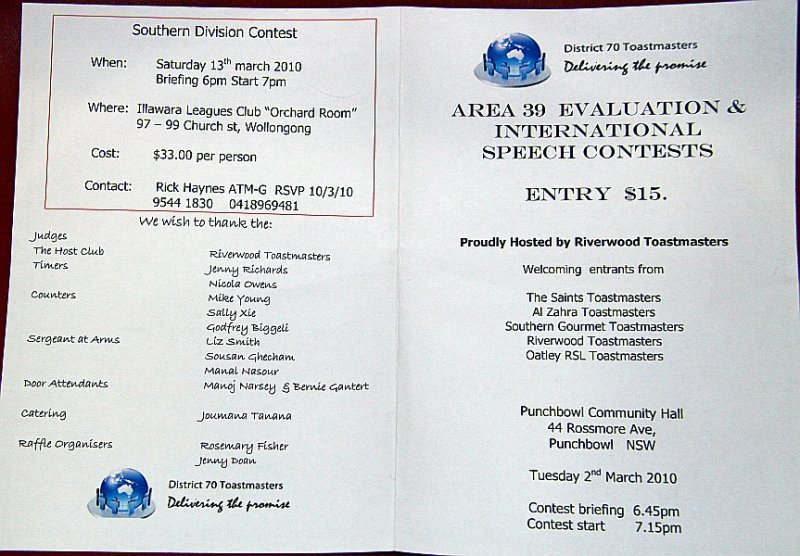 Southern Division Contest
When: Saturday 13th march 2010
Briefing 6pm Start 7pm
Where: Illawara Leagues Club “Orchard Room”
97 – 99 Church st, Wollongong
Cost: $33.00 per person
Contact: Rick Haynes ATM-G RSVP 10/3/10
9544 1830 0418969481
We wish to thank the:
Judges
The Host Club Riverwood Toastmasters
Timers Jenny Richards
Nicola Owens
Counters Mike Young
Sally Xie
Godfrey Biggeli
Sergeant at Arms Liz Smith
Sousan Ghecham
Manal Nasour
Door Attendants Manoj Narsey & Bernie Gantert
Catering Joumana Tanana
Raffle Organisers Rosemary Fisher
Jenny Doan
District 70 Toastmasters
Delivering the promise
District 70 Toastmasters
Delivering the promise
AREA 39 EVALUATION &
INTERNATIONAL
SPEECH CONTESTS
ENTRY $15.
Proudly Hosted by Riverwood Toastmasters
Welcoming entrants from
The Saints Toastmasters
Al Zahra Toastmasters
Southern Gourmet Toastmasters
Riverwood Toastmasters
Oatley RSL Toastmasters
Punchbowl Community Hall
44 Rossmore Ave,
Punchbowl NSW
Tuesday 2nd March 2010
Contest briefing 6.45pm
Contest start 7.15pm